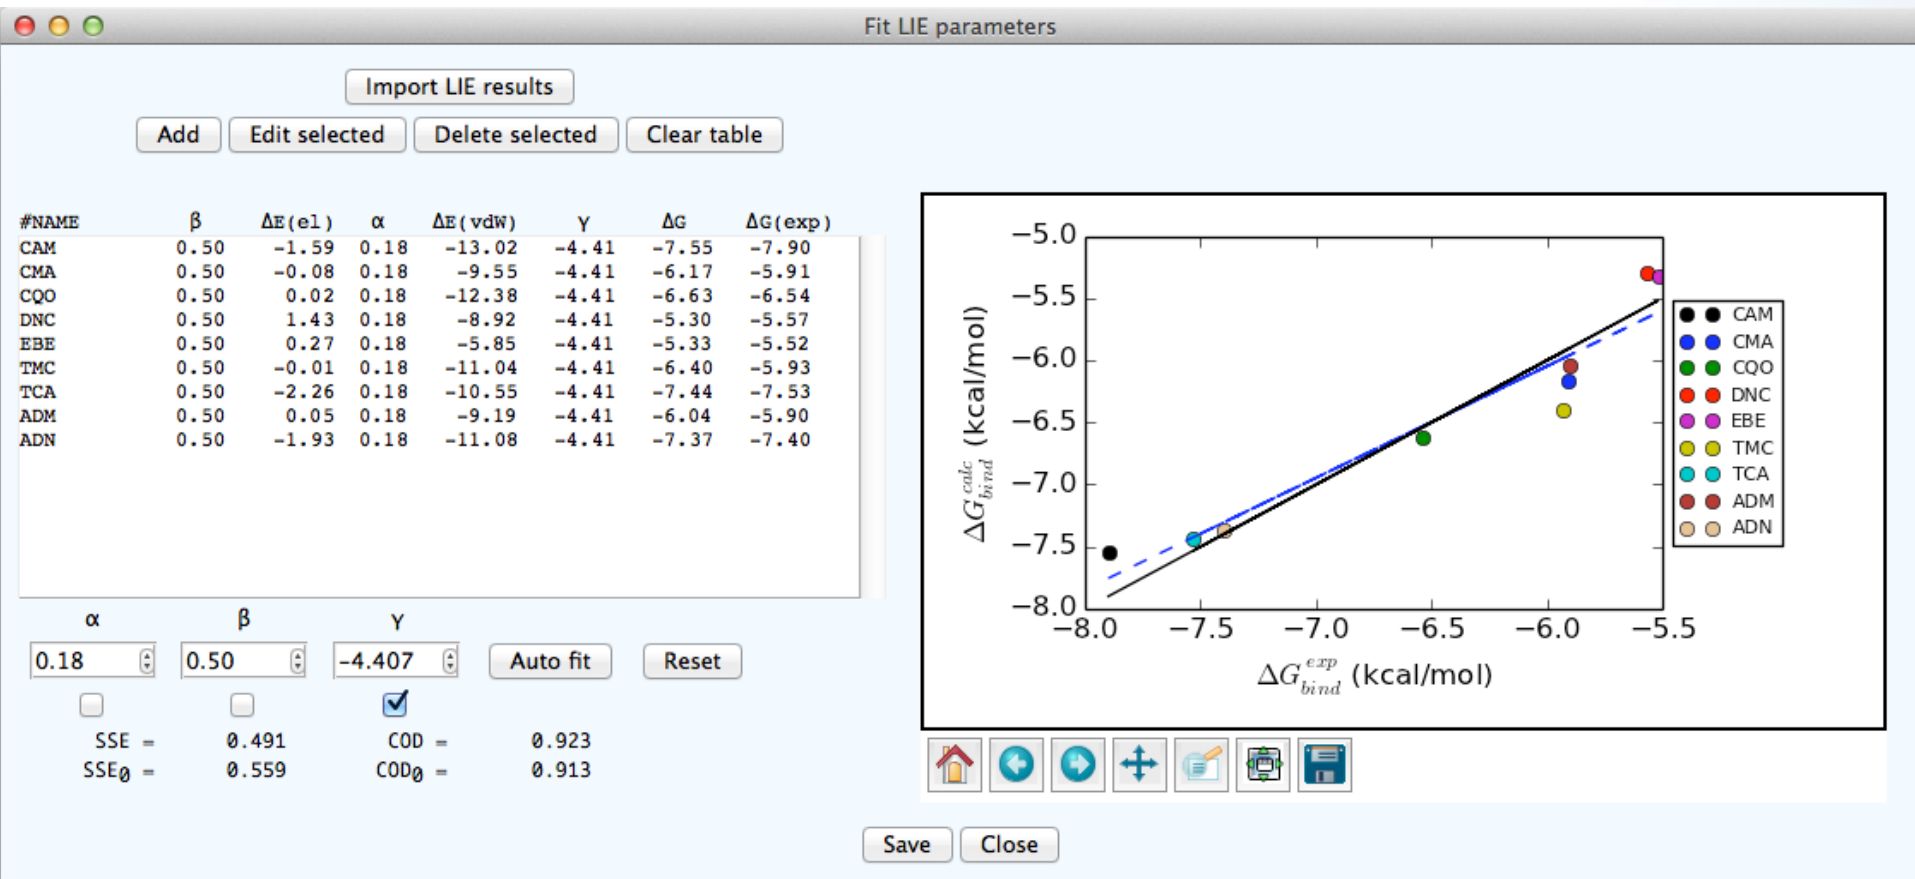 Fit LIE parameters
Import LIE results
Add Edit selected Delete selected Clear table
#NAME β ΔE(el) α ΔE(vdW) γ ΔG ΔG(exp)
CAM 0.50 -1.59 0.18 -13.02 -4.41 -7.55 -7.90
CMA 0.50 -0.08 0.18 -9.55 -4.41 -6.17 -5.91
CQO 0.50 0.02 0.18 -12.38 -4.41 -6.63 -6.54
DNC 0.50 1.43 0.18 -8.92 -4.41 -5.30 -5.57
EBE 0.50 0.27 0.18 -5.85 -4.41 -5.33 -5.52
TMC 0.50 -0.01 0.18 -11.04 -4.41 -6.40 -5.93
TCA 0.50 -2.26 0.18 -10.55 -4.41 -7.44 -7.53
ADM 0.50 0.05 0.18 -9.19 -4.41 -6.04 -5.90
ADN 0.50 -1.93 0.18 -11.08 -4.41 -7.37 -7.40
α β γ
0.18 0.50 -4.407 Auto fit Reset
SSE = 0.491 COD = 0.923
SSE₀ = 0.559 COD₀ = 0.913
ΔG calc bind (kcal/mol)
−5.0
−5.5
−6.0
−6.5
−7.0
−7.5
−8.0
−8.0 −7.5 −7.0 −6.5 −6.0 −5.5
ΔG exp bind (kcal/mol)
CAM
CMA
CQO
DNC
EBE
TMC
TCA
ADM
ADN
Save Close